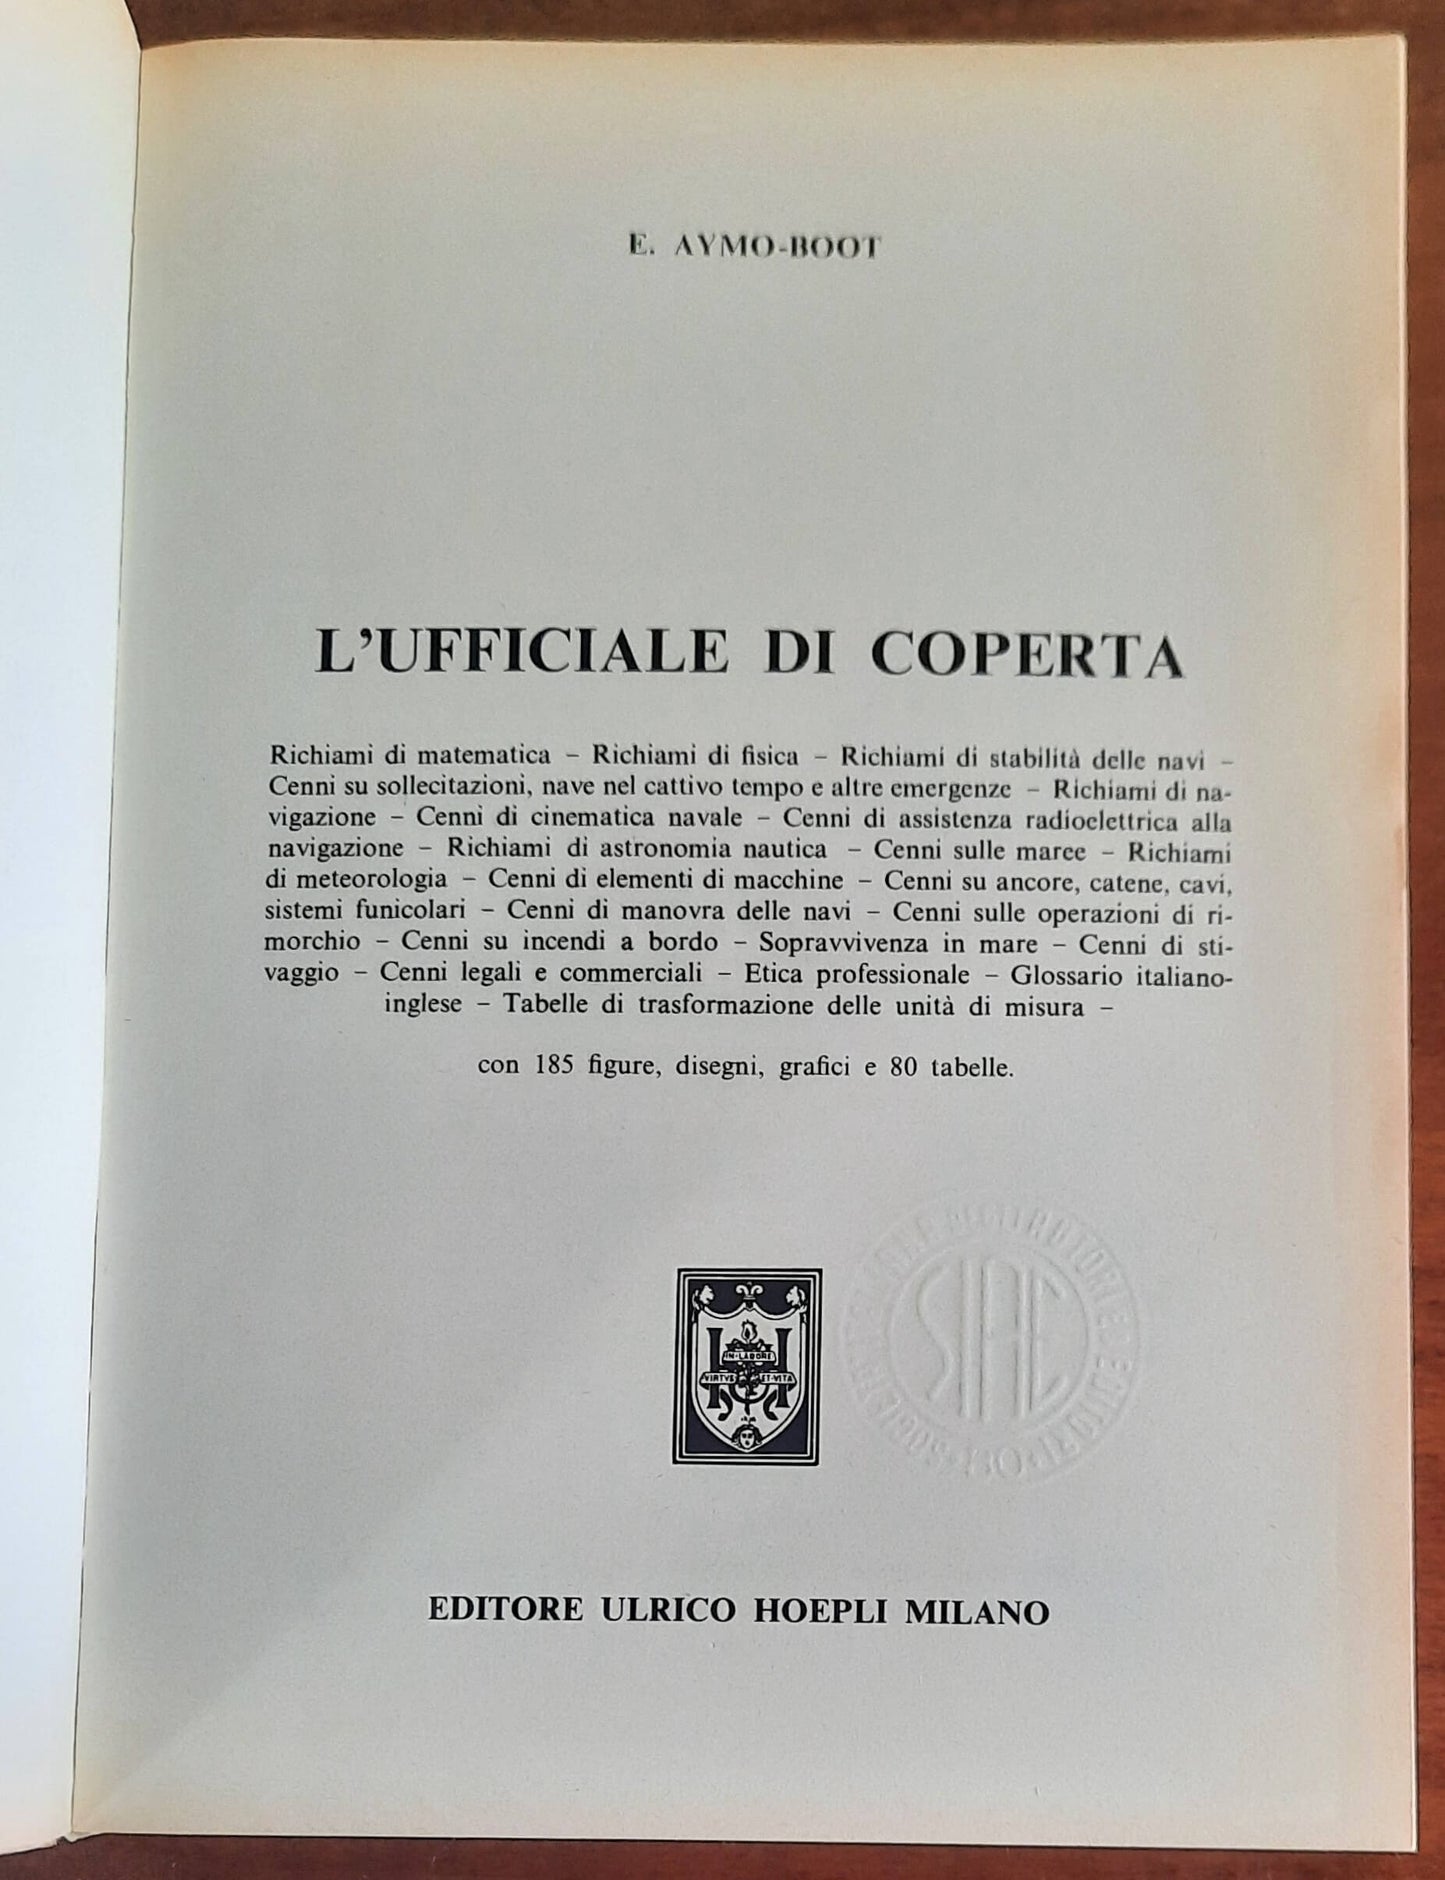 E. AYMO-BOOT
L'UFFICIALE DI COPERTA
Richiami di matematica – Richiami di fisica – Richiami di stabilità delle navi –
Cenni su sollecitazioni, nave nel cattivo tempo e altre emergenze – Richiami di na-
vigazione – Cenni di cinematica navale – Cenni di assistenza radioelettrica alla
navigazione – Richiami di astronomia nautica – Cenni sulle maree – Richiami
di meteorologia – Cenni di elementi di macchine – Cenni su ancore, catene, cavi,
sistemi funicolari – Cenni di manovra delle navi – Cenni sulle operazioni di ri-
morchio – Cenni su incendi a bordo – Sopravvivenza in mare – Cenni di sti-
vaggio – Cenni legali e commerciali – Etica professionale – Glossario italiano-
inglese – Tabelle di trasformazione delle unità di misura –
con 185 figure, disegni, grafici e 80 tabelle.
IN·LABORE
VIRTVS ET·VITA
H
SIAE
EDITORE ULRICO HOEPLI MILANO